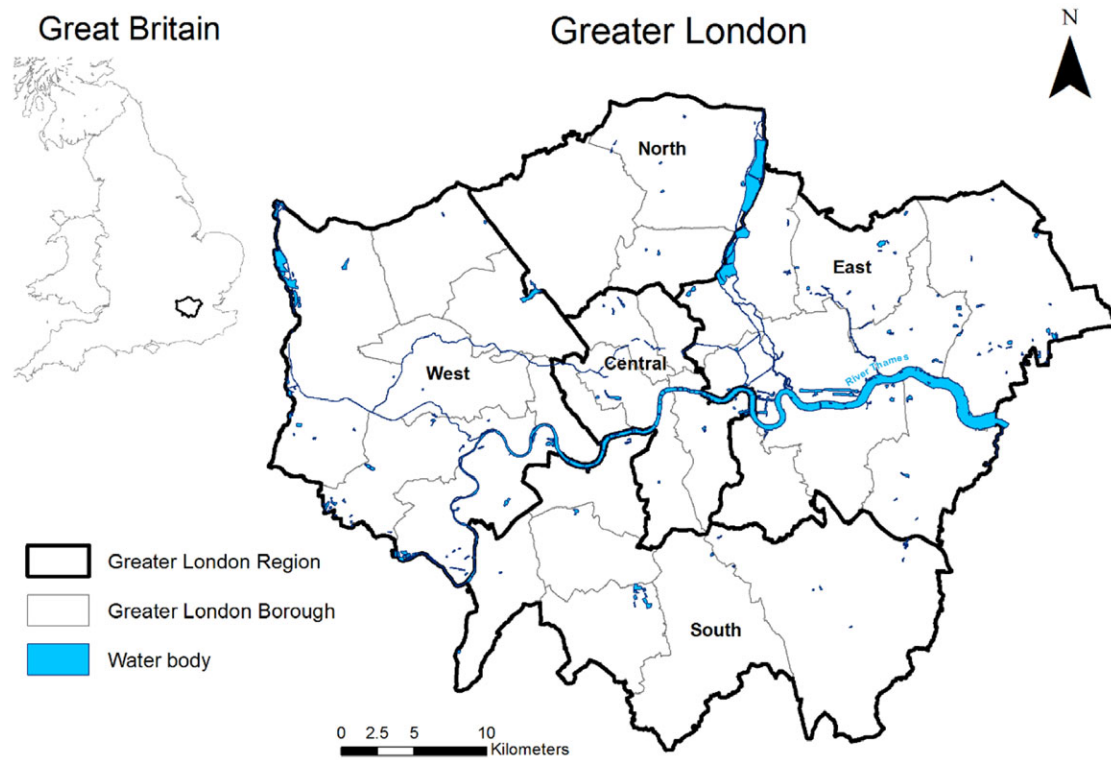 Great Britain
Greater London
N
North
East
West
Central
River Thames
South
Greater London Region
Greater London Borough
Water body
0 2.5 5 10
Kilometers